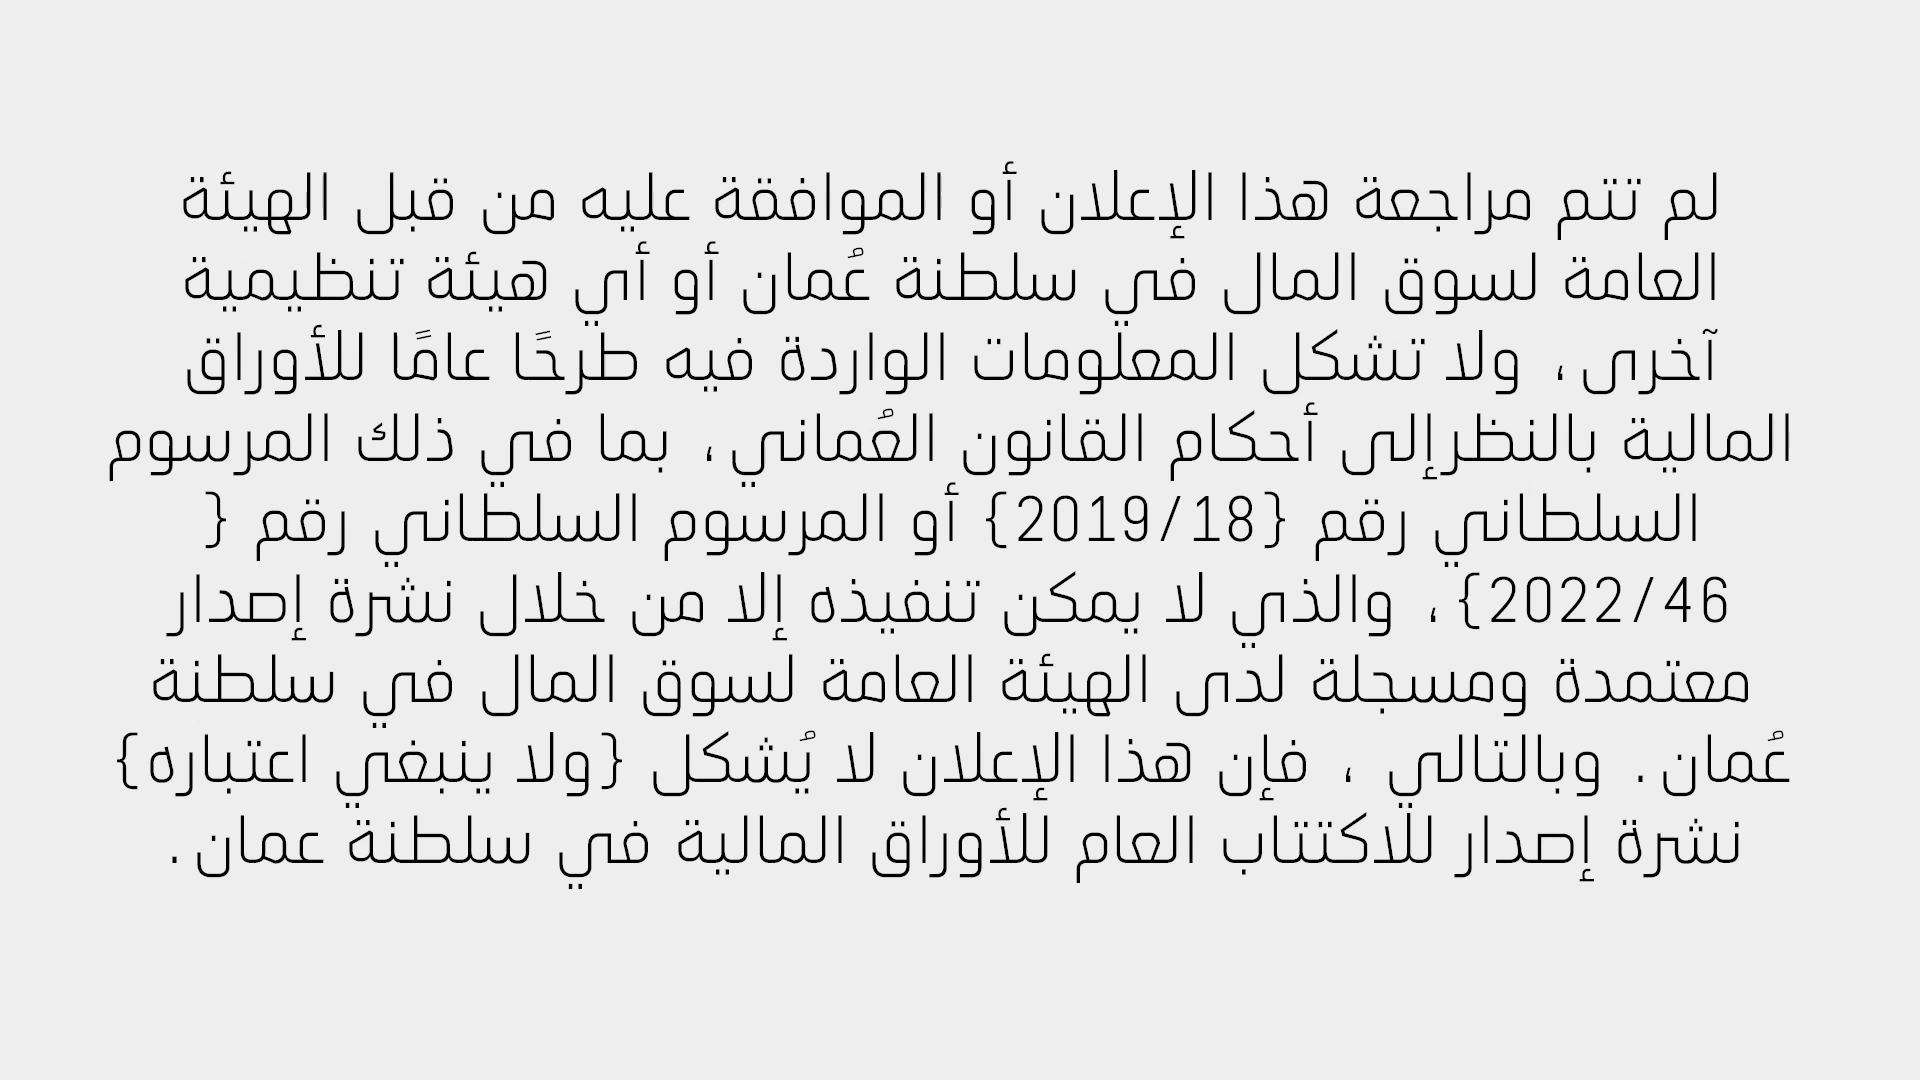 لم تتم مراجعة هذا الإعلان أو الموافقة عليه من قبل الهيئة
العامة لسوق المال في سلطنة عُمان أو أي هيئة تنظيمية
آخرى، ولا تشكل المعلومات الواردة فيه طرحًا عامًا للأوراق
المالية بالنظرإلى أحكام القانون العُماني، بما في ذلك المرسوم
السلطاني رقم {2019/18} أو المرسوم السلطاني رقم {
2022/46}، والذي لا يمكن تنفيذه إلا من خلال نشرة إصدار
معتمدة ومسجلة لدى الهيئة العامة لسوق المال في سلطنة
عُمان. وبالتالي ، فإن هذا الإعلان لا يُشكل {ولا ينبغي اعتباره}
نشرة إصدار للاكتتاب العام للأوراق المالية في سلطنة عمان.